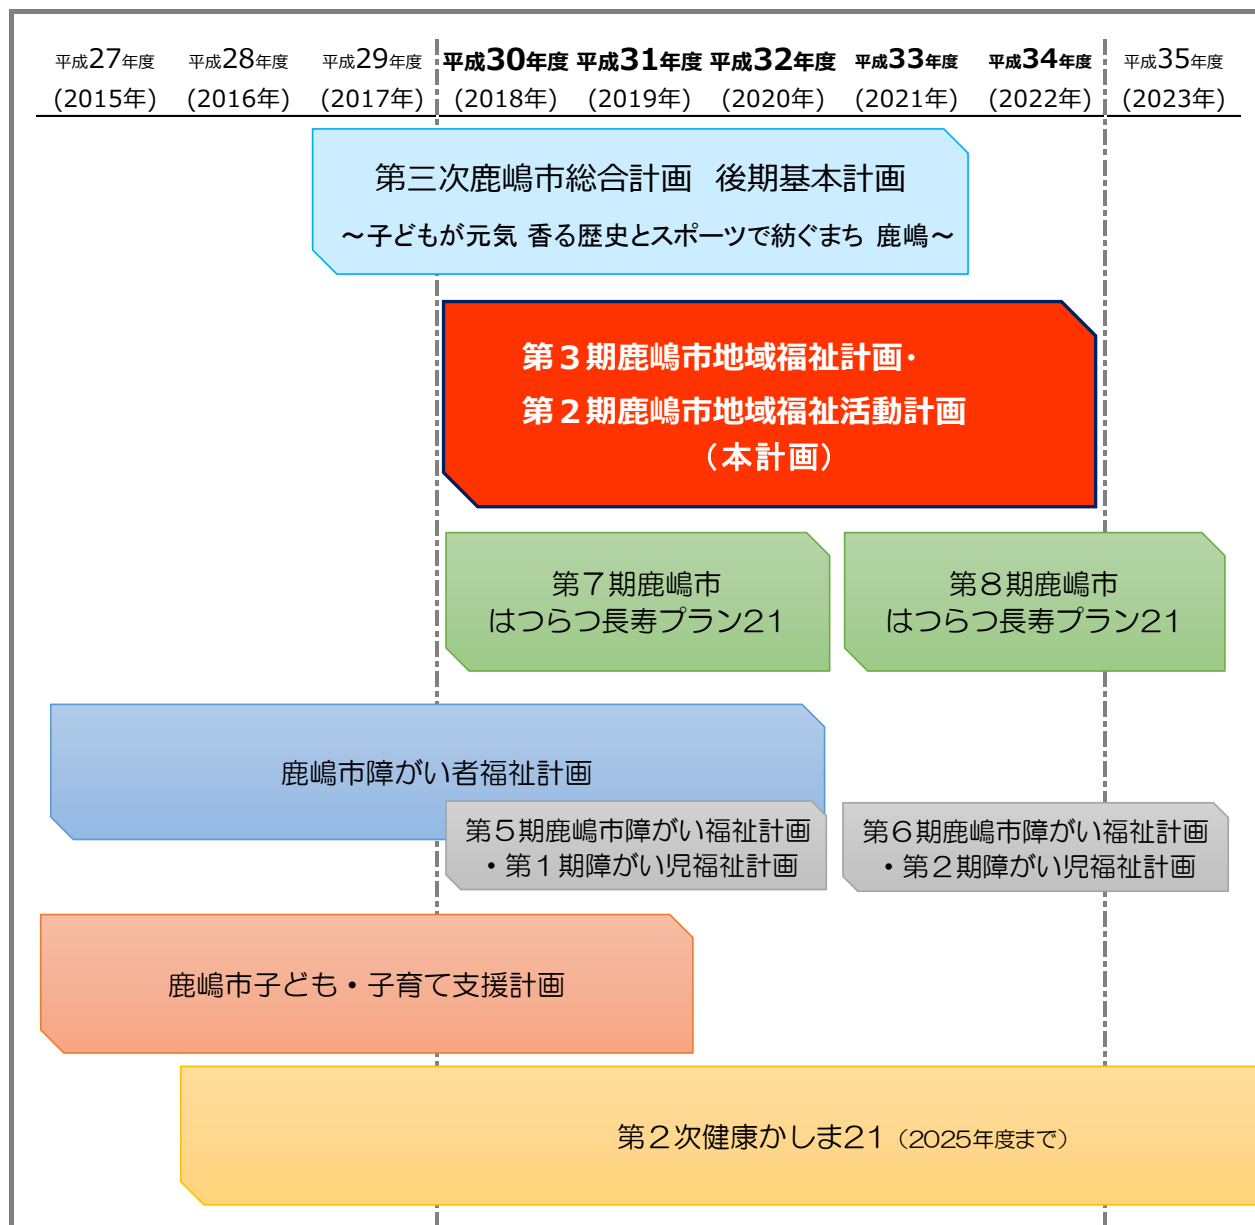 平成27年度 平成28年度 平成29年度 平成30年度 平成31年度 平成32年度 平成33年度 平成34年度 平成35年度
(2015年) (2016年) (2017年) (2018年) (2019年) (2020年) (2021年) (2022年) (2023年)
第三次鹿嶋市総合計画 後期基本計画
～子どもが元気 香る歴史とスポーツで紡ぐまち 鹿嶋～
第３期鹿嶋市地域福祉計画・
第２期鹿嶋市地域福祉活動計画
（本計画）
第７期鹿嶋市
はつらつ長寿プラン21
第８期鹿嶋市
はつらつ長寿プラン21
鹿嶋市障がい者福祉計画
第５期鹿嶋市障がい福祉計画
・第１期障がい児福祉計画
第６期鹿嶋市障がい福祉計画
・第２期障がい児福祉計画
鹿嶋市子ども・子育て支援計画
第２次健康かしま21（2025年度まで）